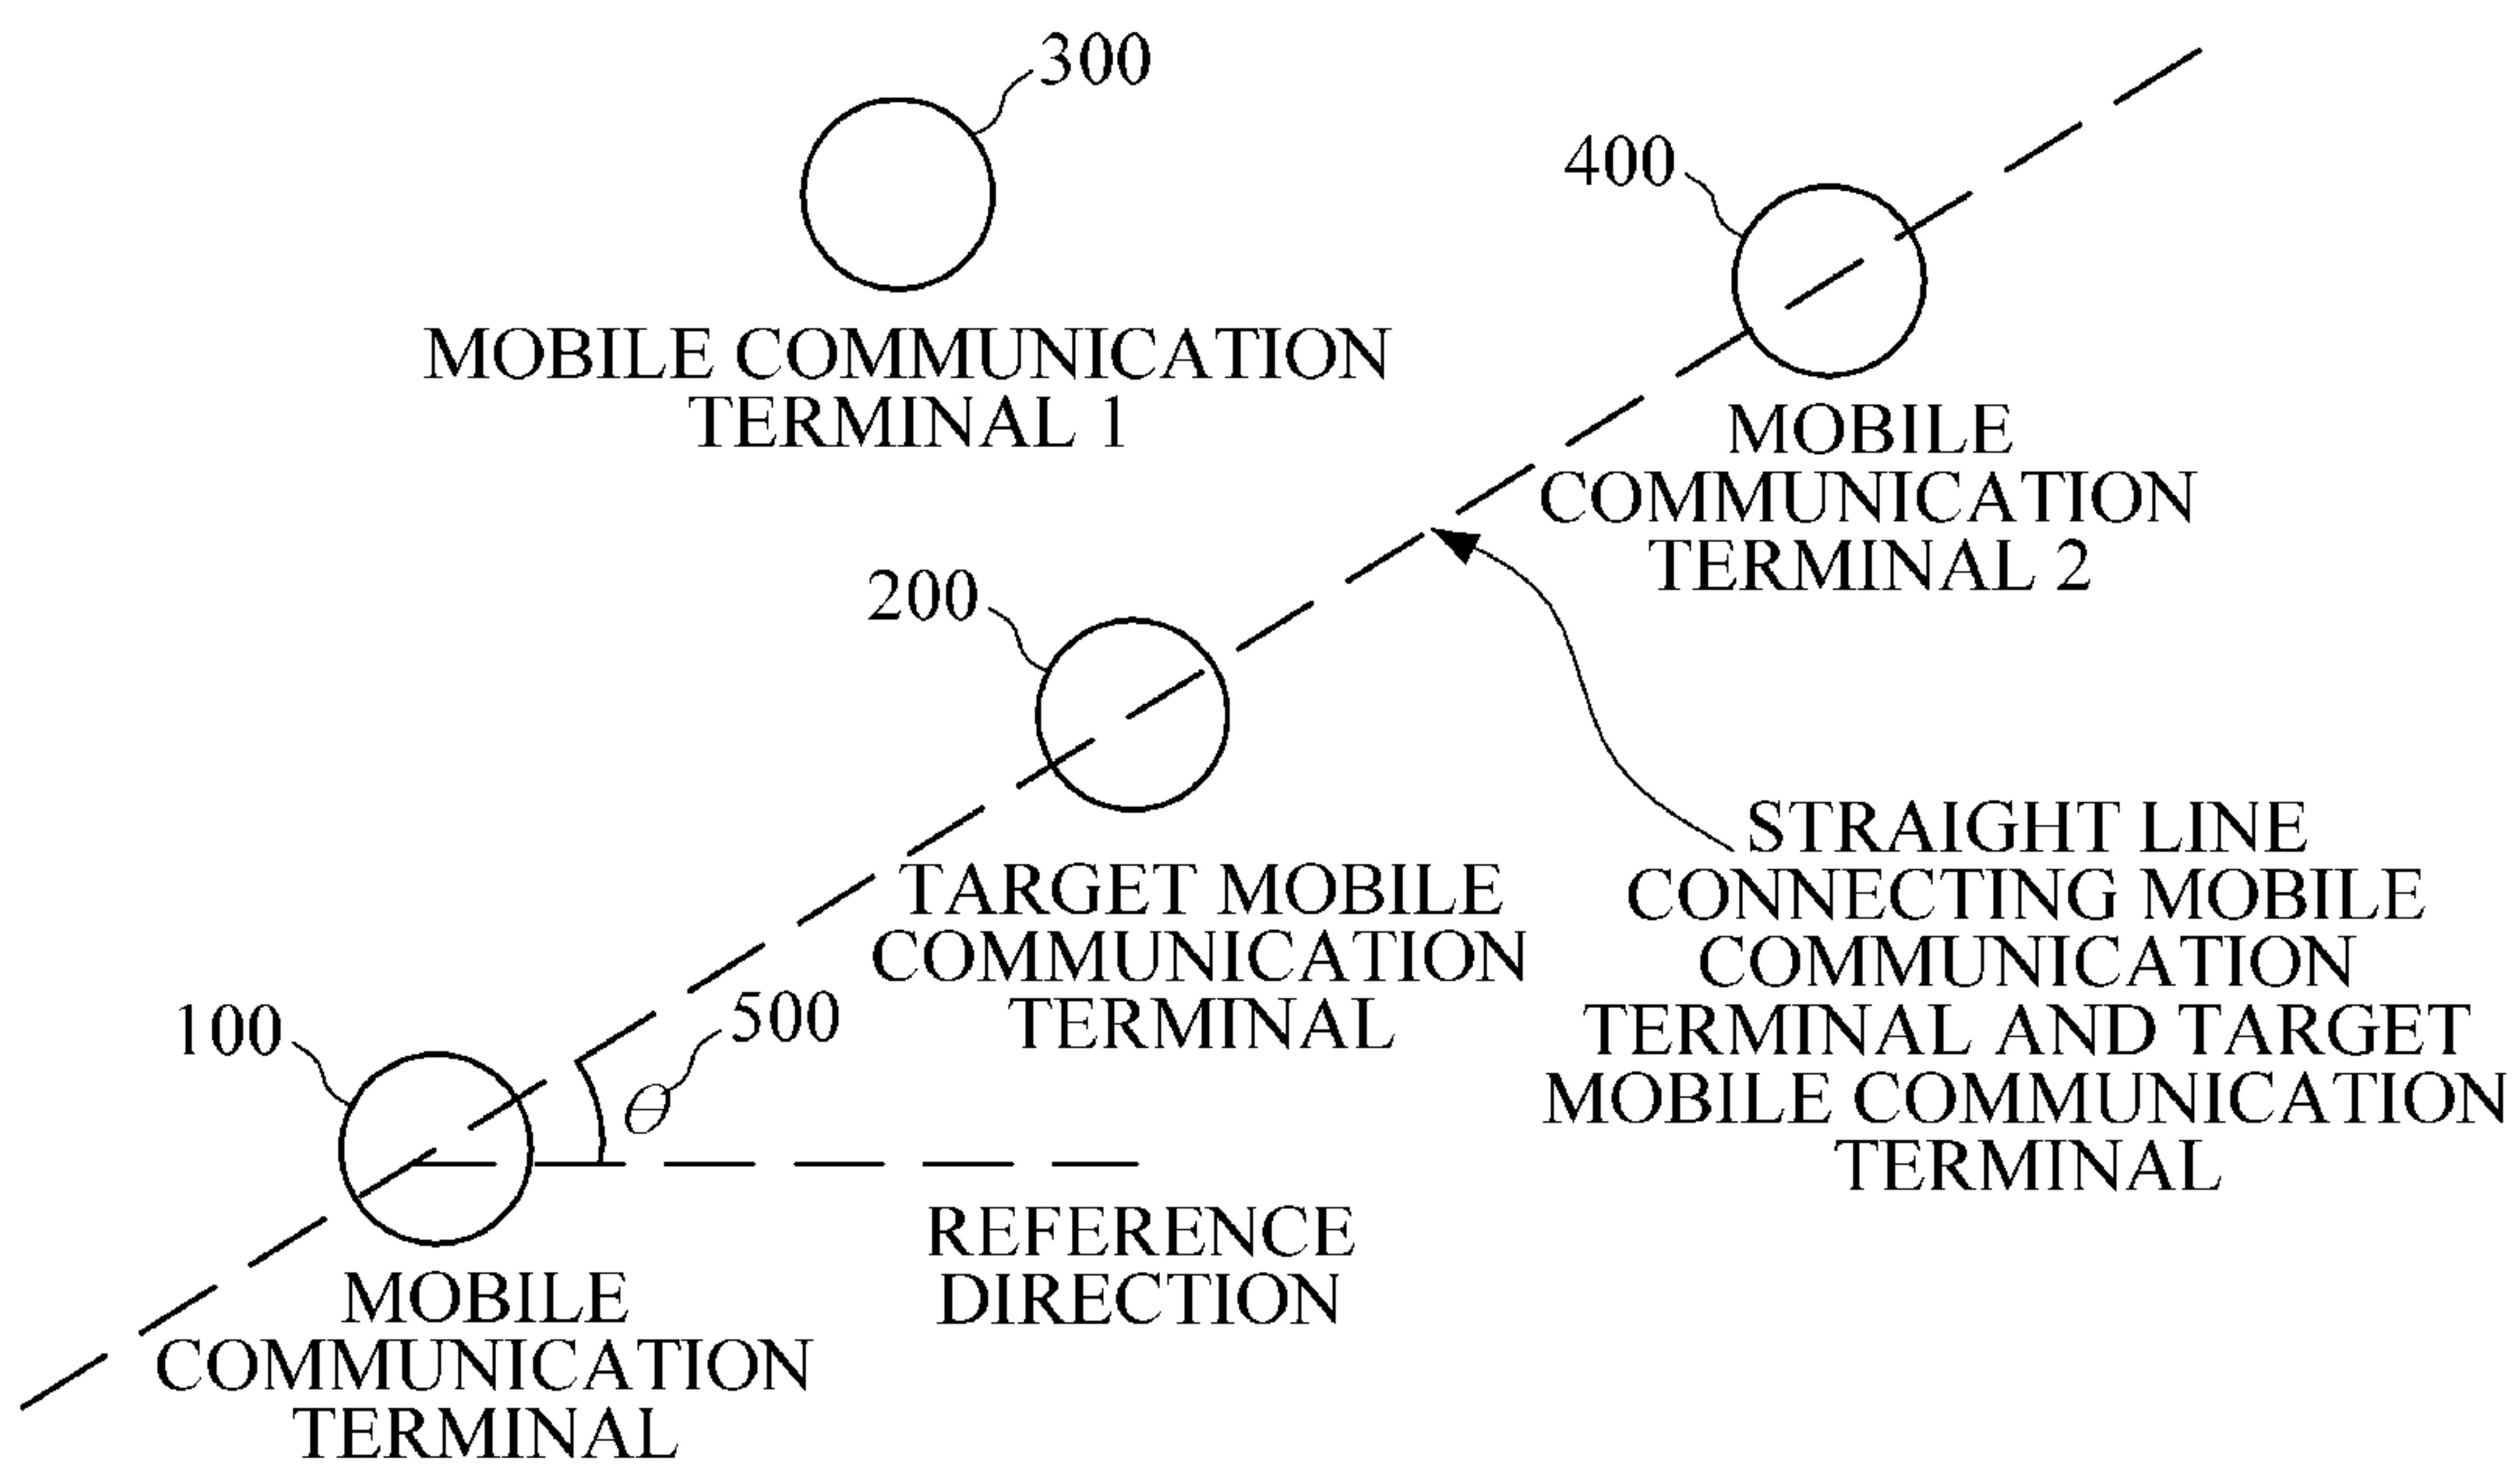 300
MOBILE COMMUNICATION
TERMINAL 1
400
MOBILE
COMMUNICATION
TERMINAL 2
200
TARGET MOBILE
COMMUNICATION
TERMINAL
STRAIGHT LINE
CONNECTING MOBILE
COMMUNICATION
TERMINAL AND TARGET
MOBILE COMMUNICATION
TERMINAL
500
θ
100
REFERENCE
DIRECTION
MOBILE
COMMUNICATION
TERMINAL